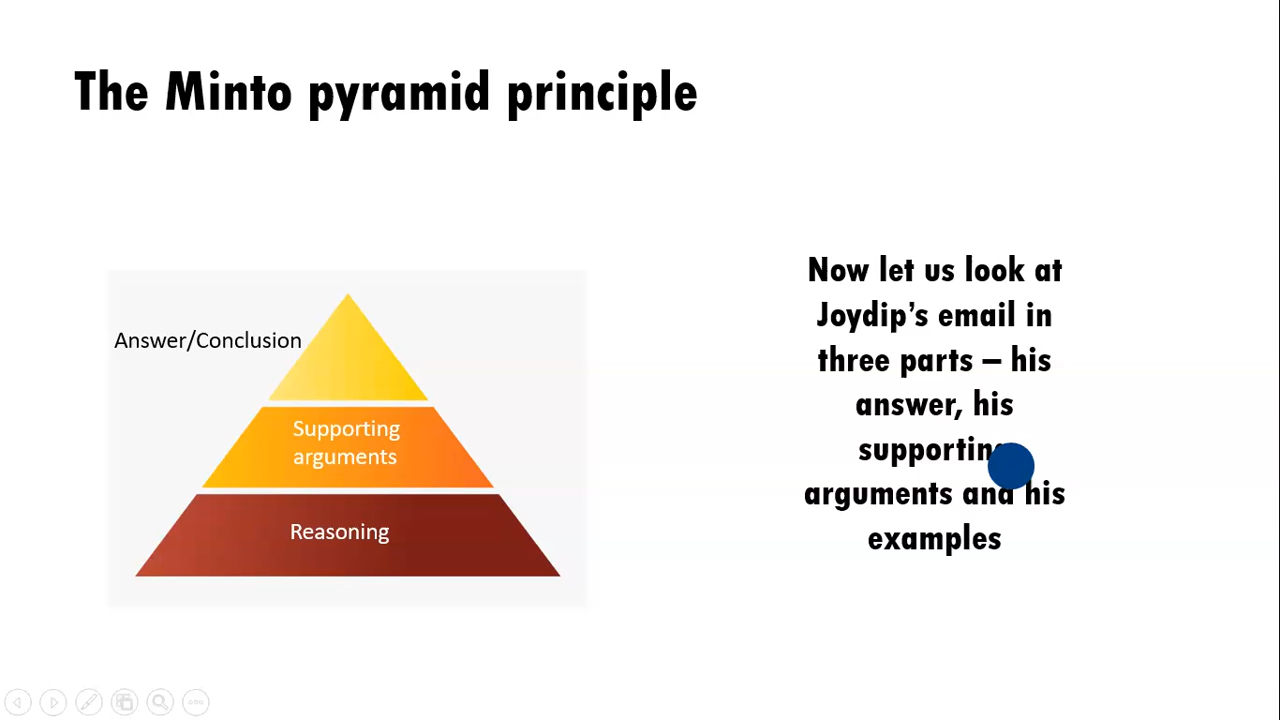 The Minto pyramid principle
Answer/Conclusion
Supporting
arguments
Reasoning
Now let us look at
Joydip’s email in
three parts – his
answer, his
supporting
arguments and his
examples